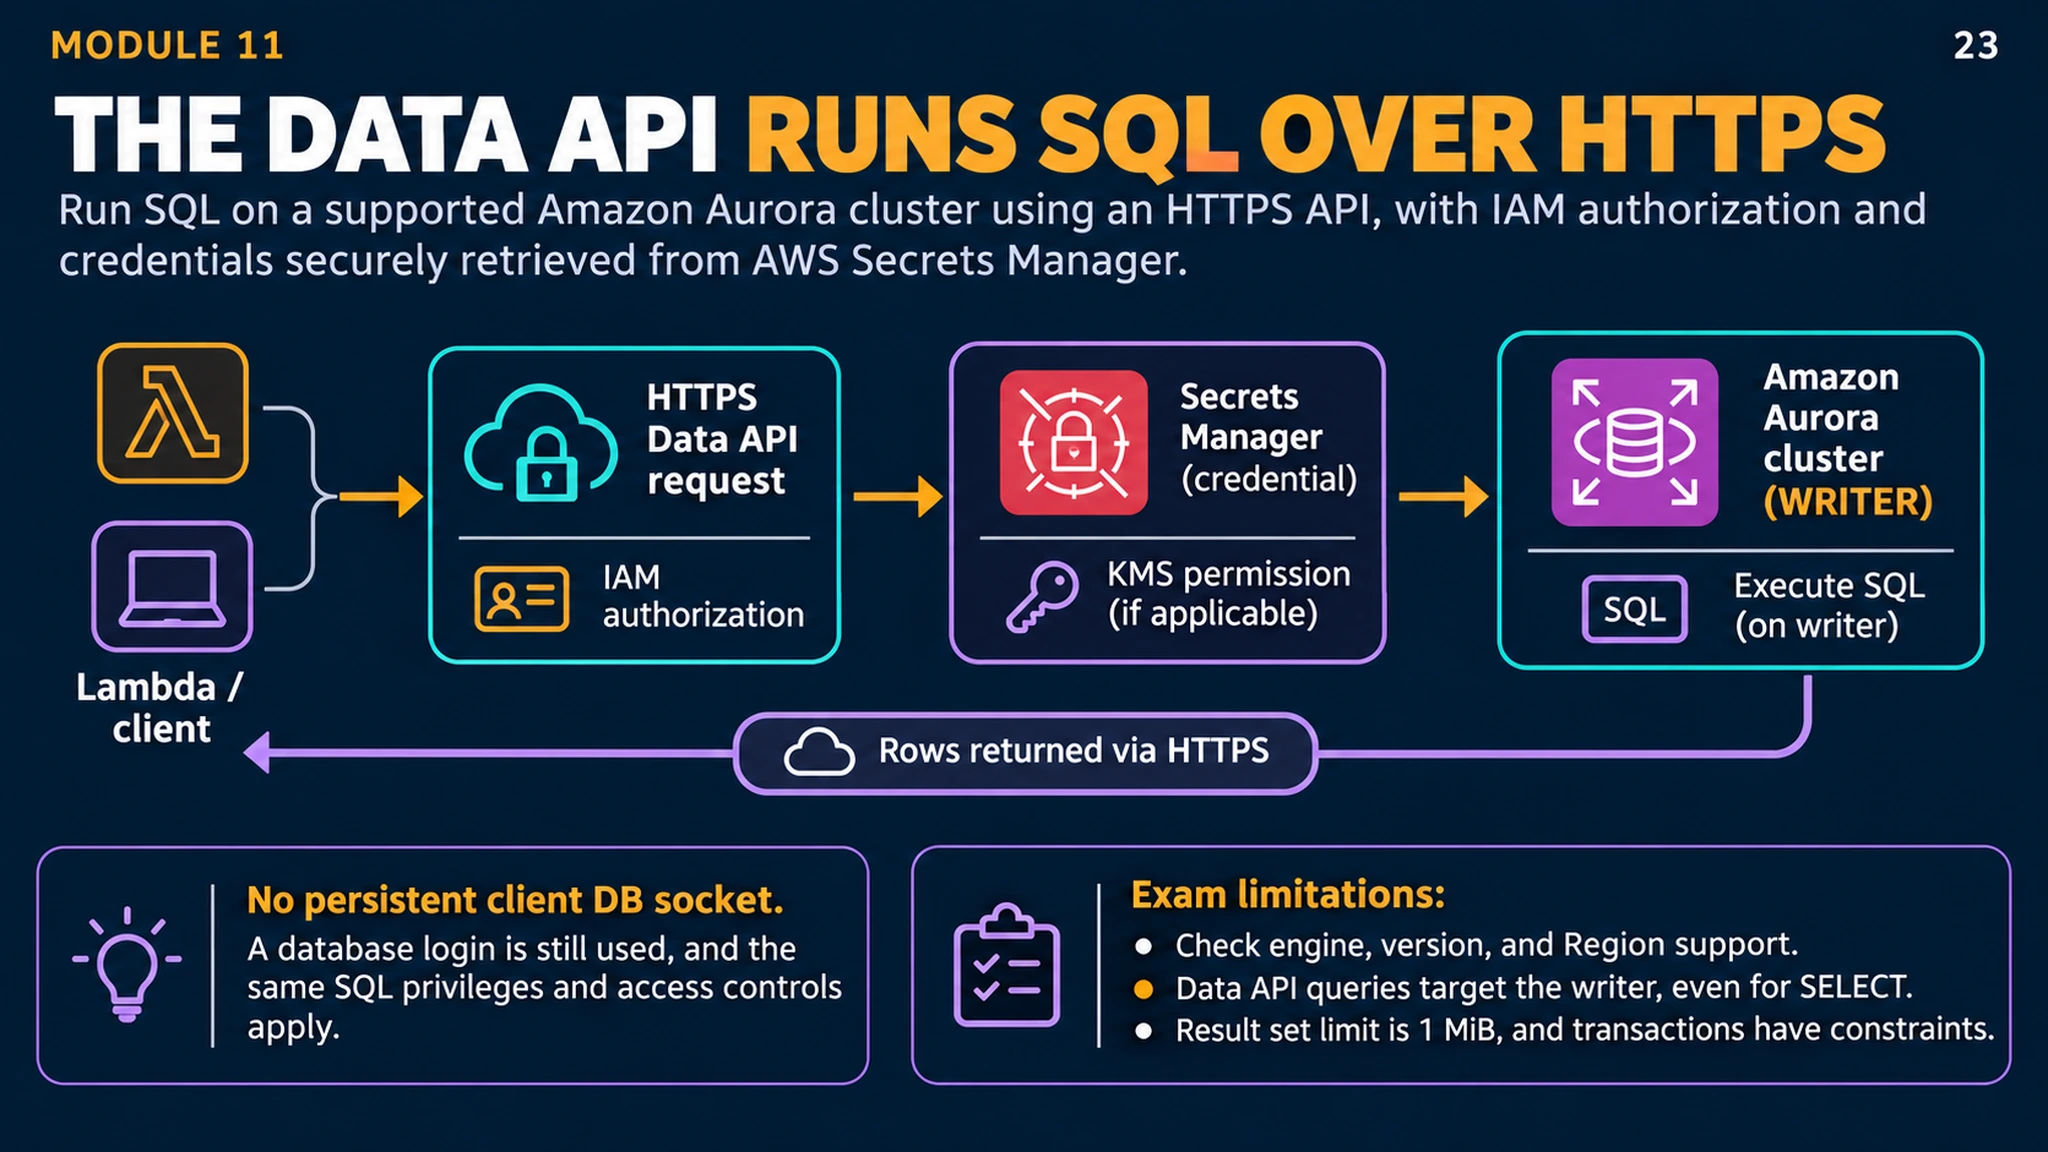 MODULE 11
23
THE DATA API RUNS SQL OVER HTTPS
Run SQL on a supported Amazon Aurora cluster using an HTTPS API, with IAM authorization and
credentials securely retrieved from AWS Secrets Manager.
Lambda /
client
HTTPS
Data API
request
IAM
authorization
Secrets
Manager
(credential)
KMS permission
(if applicable)
Amazon
Aurora
cluster
(WRITER)
SQL
Execute SQL
(on writer)
Rows returned via HTTPS
No persistent client DB socket.
A database login is still used, and the
same SQL privileges and access controls
apply.
Exam limitations:
● Check engine, version, and Region support.
● Data API queries target the writer, even for SELECT.
● Result set limit is 1 MiB, and transactions have constraints.